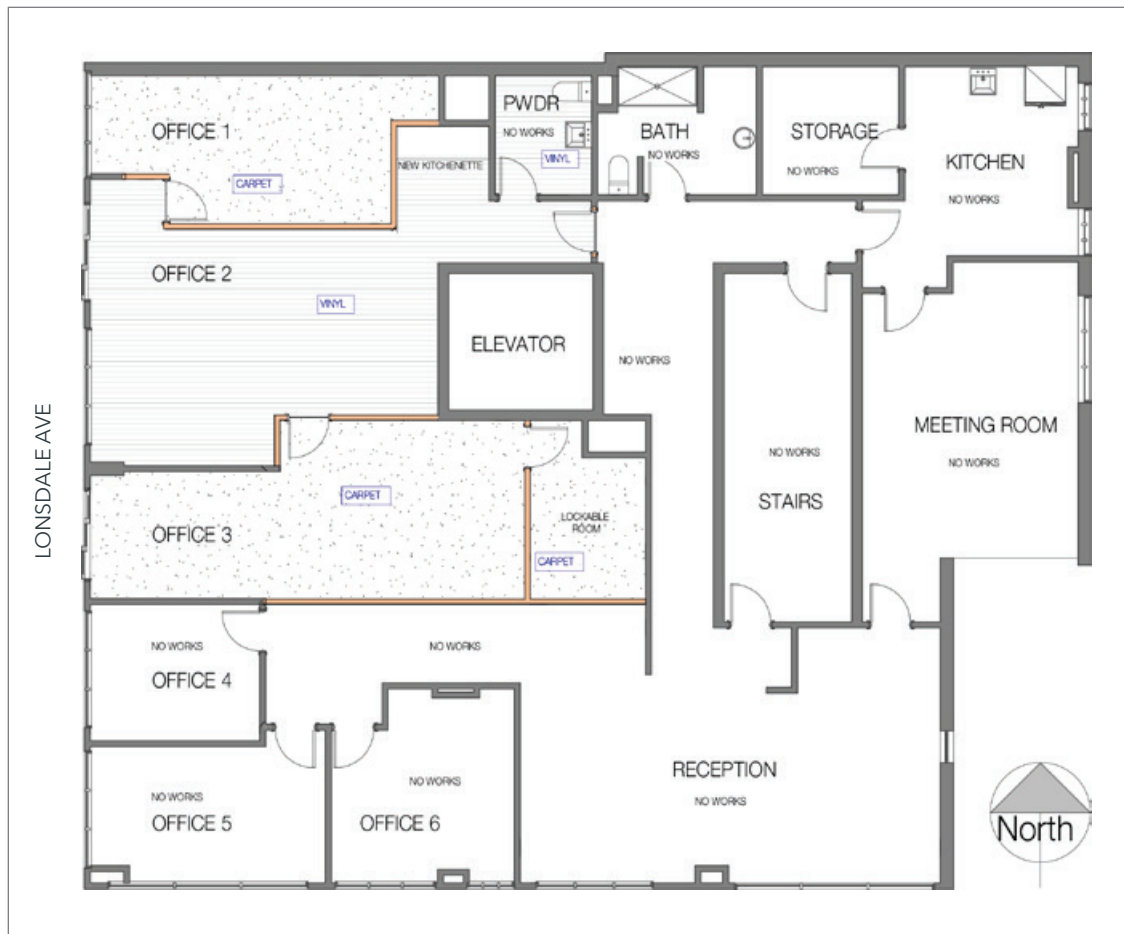 PWDR
NO WORKS
VINYL
OFFICE 1
CARPET
NEW KITCHENETTE
BATH
NO WORKS
STORAGE
NO WORKS
KITCHEN
NO WORKS
OFFICE 2
VINYL
ELEVATOR
NO WORKS
LONSDALE AVE
MEETING ROOM
NO WORKS
NO WORKS
STAIRS
CARPET
OFFICE 3
LOCKABLE
ROOM
CARPET
NO WORKS
OFFICE 4
NO WORKS
NO WORKS
OFFICE 5
NO WORKS
OFFICE 6
RECEPTION
NO WORKS
North